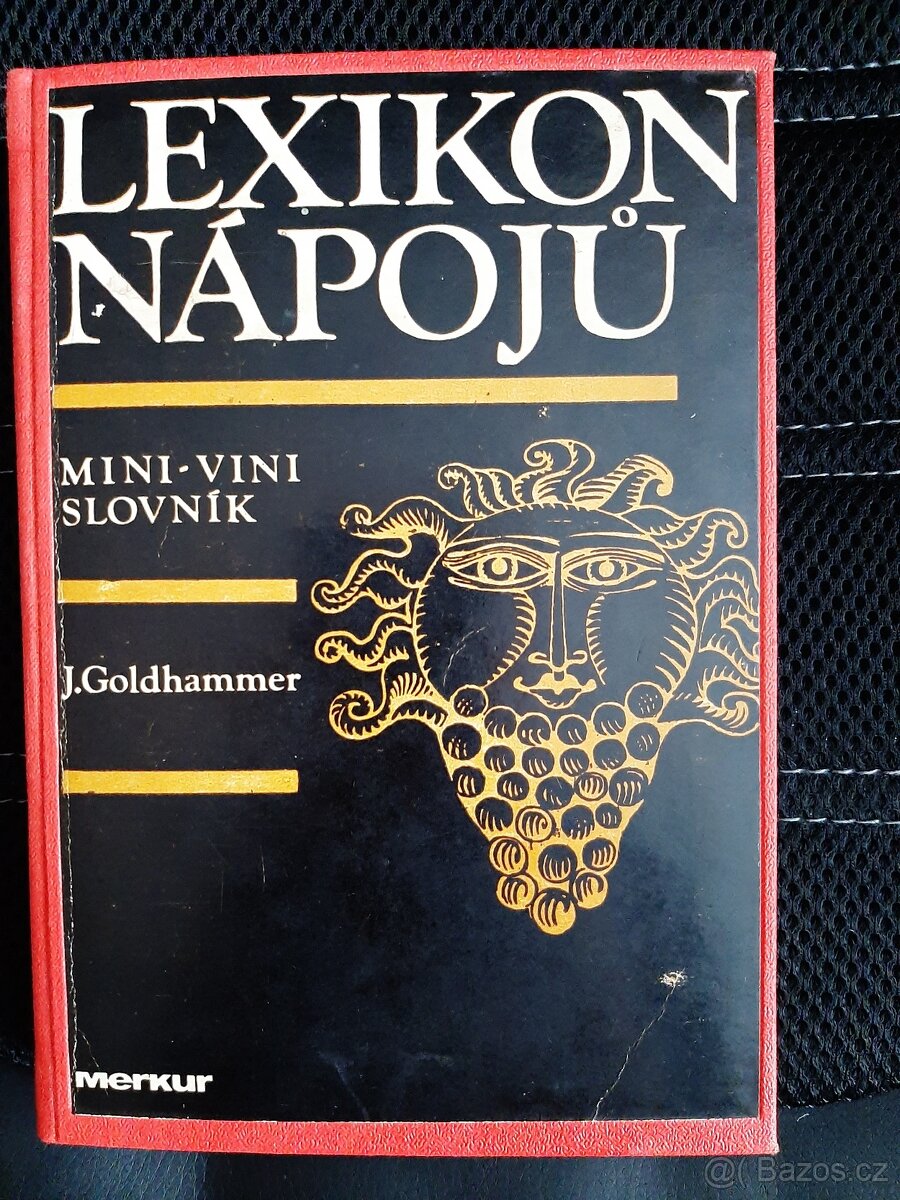 LEXIKON
NÁPOJŮ
MINI-VINI
SLOVNÍK
J.Goldhammer
Merkur
@( Bazos.cz